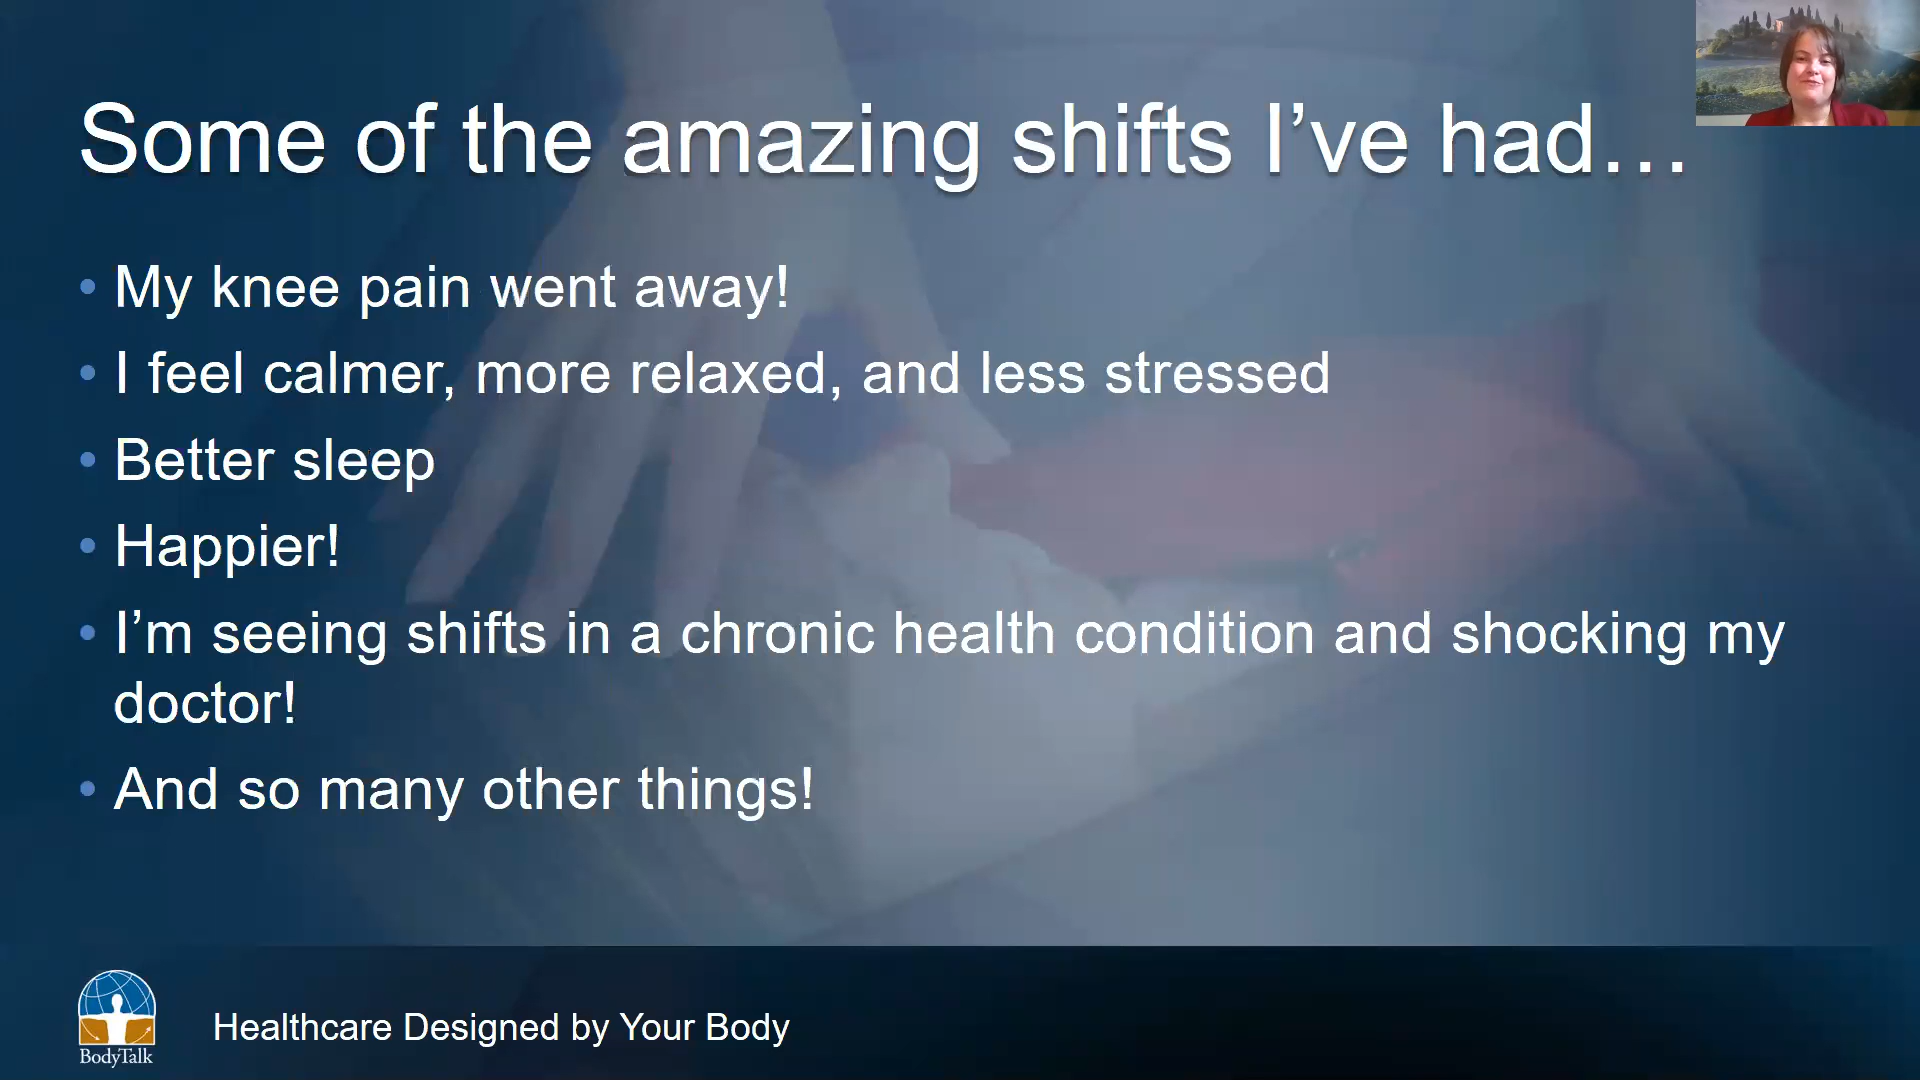 Some of the amazing shifts I’ve had…
• My knee pain went away!
• I feel calmer, more relaxed, and less stressed
• Better sleep
• Happier!
• I’m seeing shifts in a chronic health condition and shocking my
doctor!
• And so many other things!
BodyTalk
Healthcare Designed by Your Body